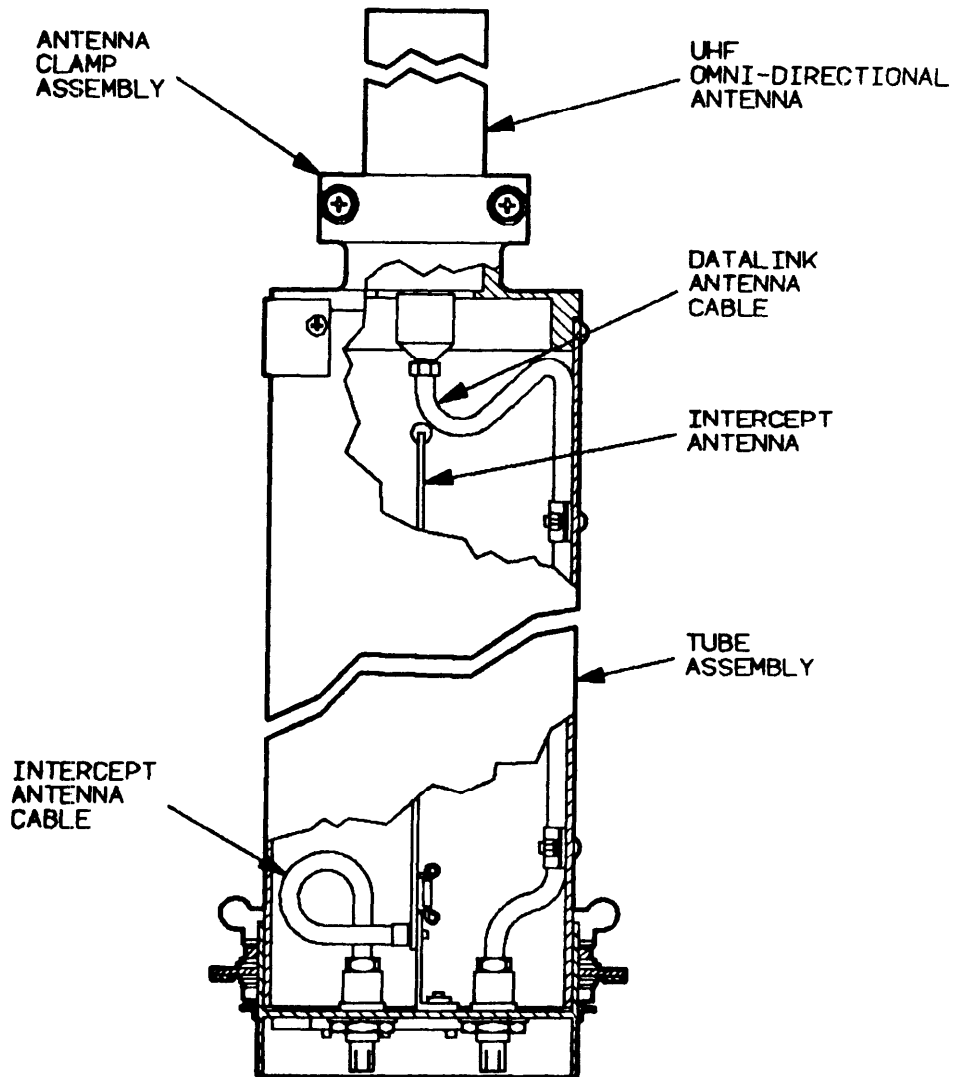 ANTENNA
CLAMP
ASSEMBLY
UHF
OMNI-DIRECTIONAL
ANTENNA
DATALINK
ANTENNA
CABLE
INTERCEPT
ANTENNA
TUBE
ASSEMBLY
INTERCEPT
ANTENNA
CABLE